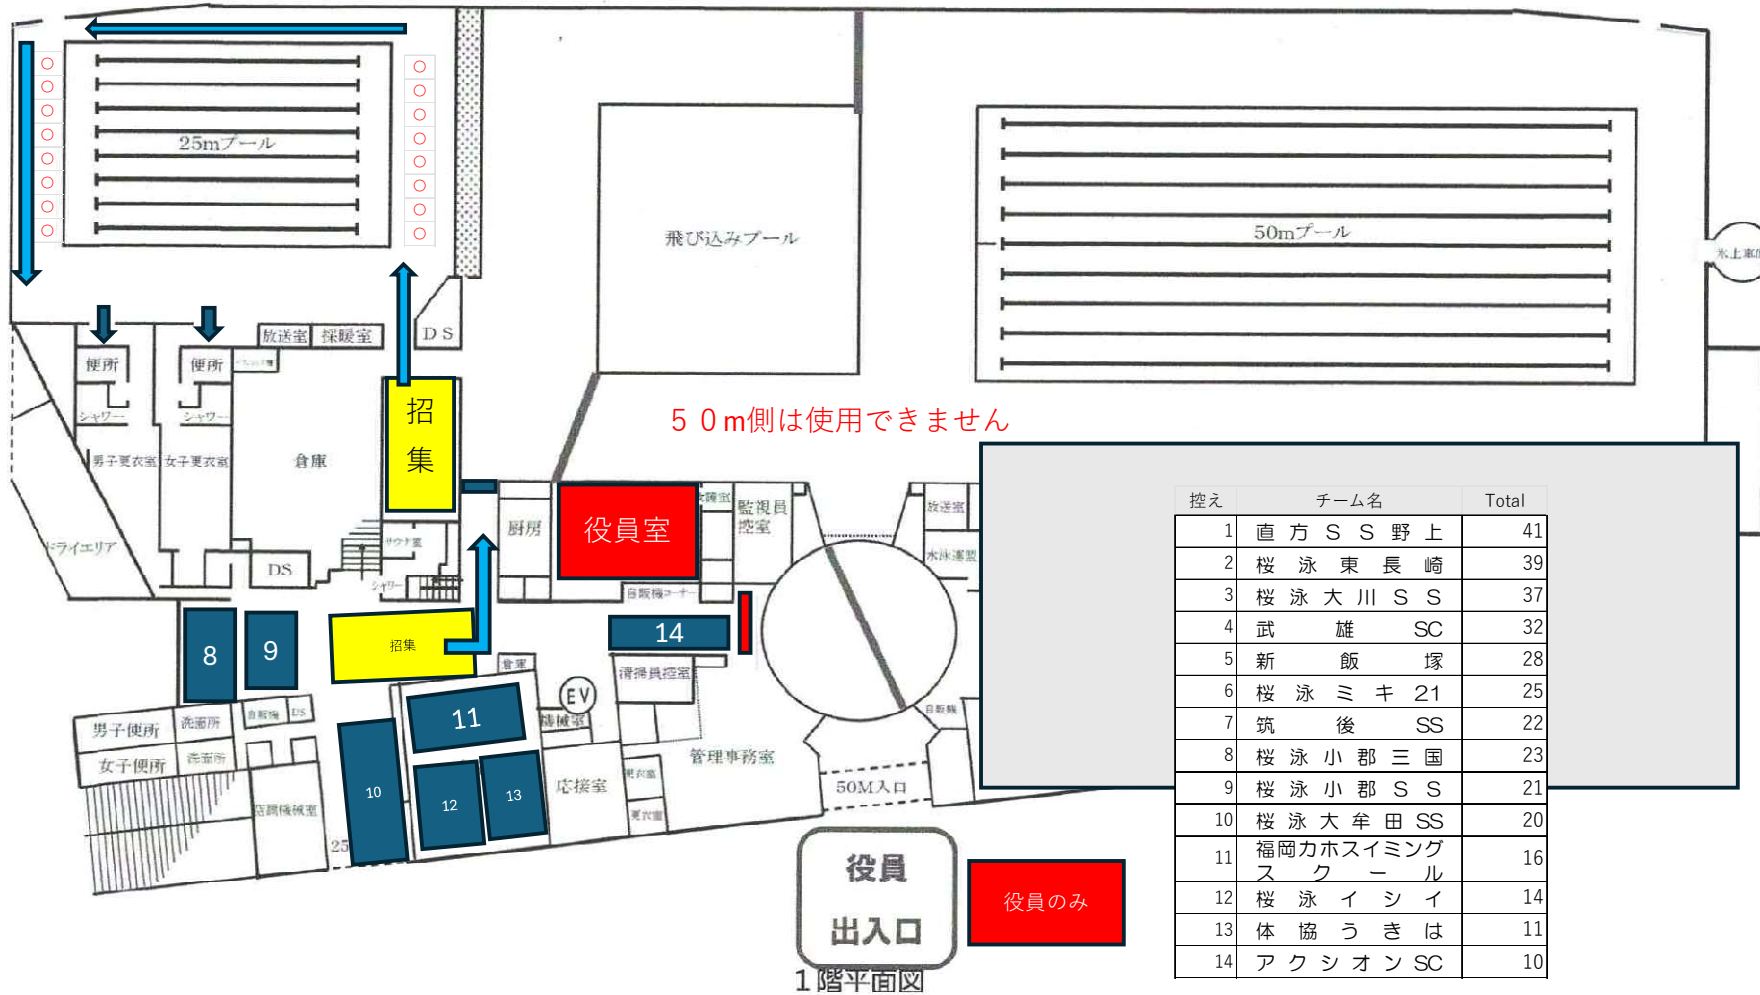 25mプール
飛び込みプール
50mプール
放送室
採暖室
DS
便所
便所
シャワー
シャワー
招
集
50m側は使用できません
男子更衣室
女子更衣室
倉庫
役員室
監視員
控室
放送室
厨房
ドライエリア
サウナ室
DS
シャワー
水泳連盟
自販機コーナー
8
9
招集
14
倉庫
清掃員控室
EV
機械室
11
自販機
DS
自販機
男子便所
洗面所
女子便所
洗面所
管理事務室
10
12
13
応接室
更衣室
更衣室
50M入口
空調機械室
25
役員
出入口
役員のみ
1階平面図
控え チーム名 Total
1 直方SS野上 41
2 桜泳東長崎 39
3 桜泳大川SS 37
4 武雄SC 32
5 新飯塚 28
6 桜泳ミキ21 25
7 筑後SS 22
8 桜泳小郡三国 23
9 桜泳小郡SS 21
10 桜泳大牟田SS 20
11 福岡カホスイミング
スクール 16
12 桜泳イシイ 14
13 体協うきは 11
14 アクシオンSC 10